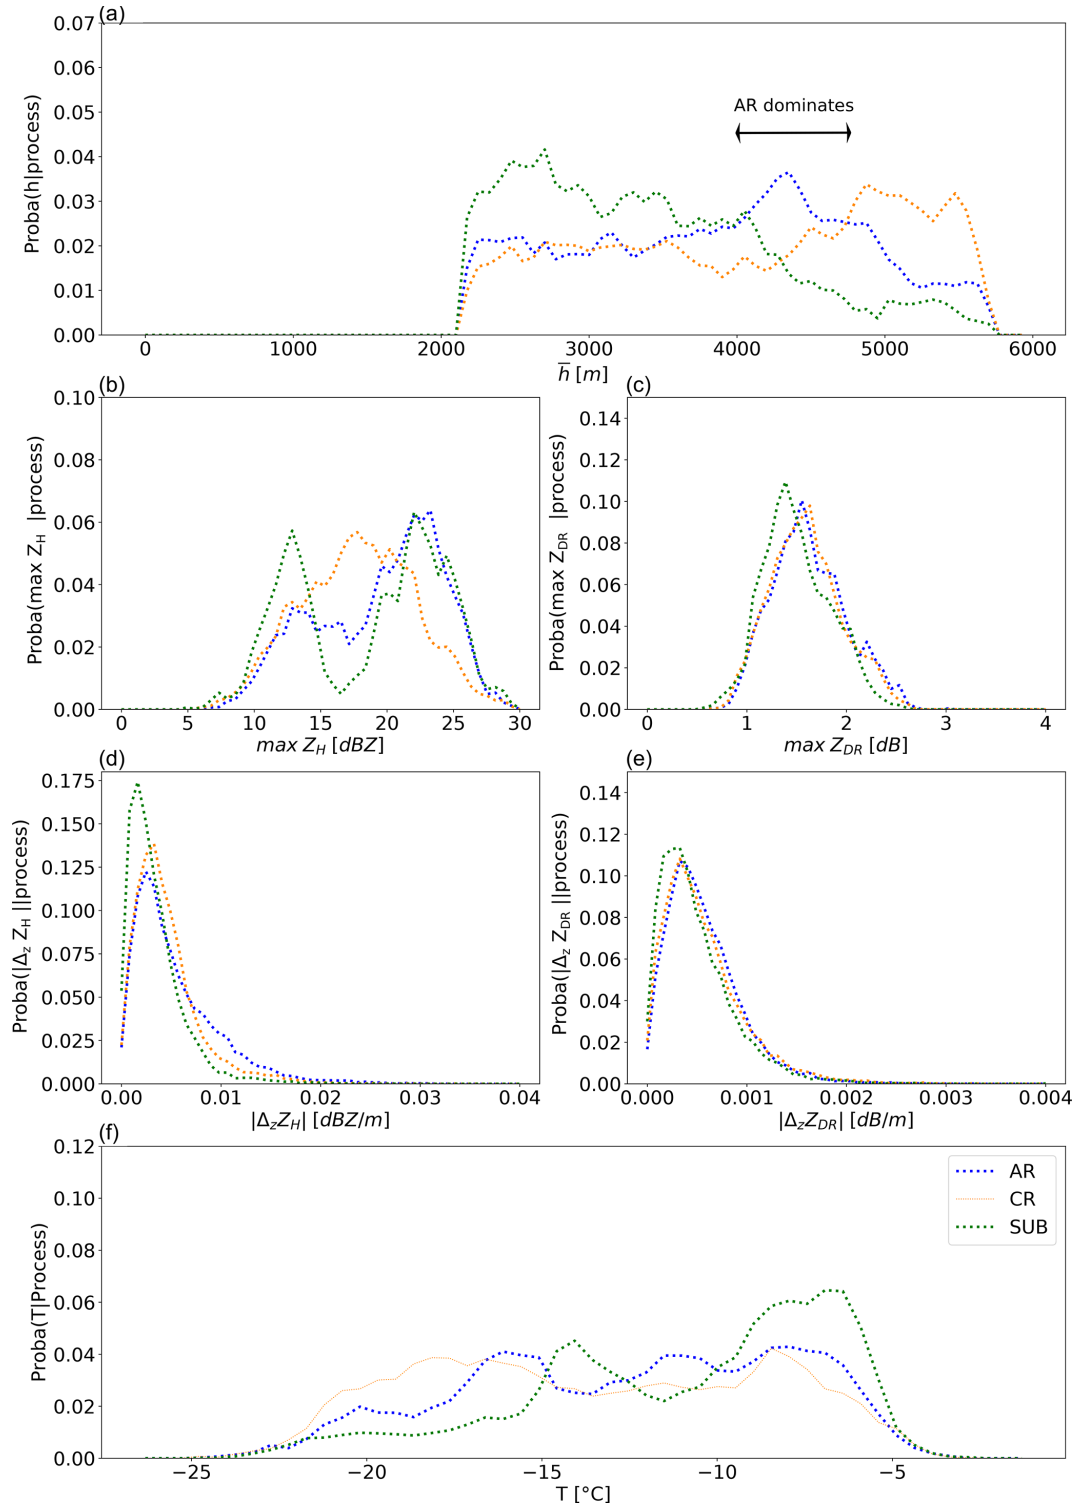 (a)
0.07
0.06
0.05
0.04
0.03
0.02
0.01
0.00
Proba(h|process)
AR dominates
0 1000 2000 3000 4000 5000 6000
h̅ [m]
(b)
0.10
0.08
0.06
0.04
0.02
0.00
Proba(max Z_H |process)
0 5 10 15 20 25 30
max Z_H [dBZ]
(c)
0.14
0.12
0.10
0.08
0.06
0.04
0.02
0.00
Proba(max Z_DR |process)
0 1 2 3 4
max Z_DR [dB]
(d)
0.175
0.150
0.125
0.100
0.075
0.050
0.025
0.000
Proba(|Δ_z Z_H ||process)
0.00 0.01 0.02 0.03 0.04
|Δ_zZ_H| [dBZ/m]
(e)
0.14
0.12
0.10
0.08
0.06
0.04
0.02
0.00
Proba(|Δ_z Z_DR ||process)
0.000 0.001 0.002 0.003 0.004
|Δ_zZ_DR| [dB/m]
(f)
0.12
0.10
0.08
0.06
0.04
0.02
0.00
Proba(T|Process)
AR
CR
SUB
−25 −20 −15 −10 −5
T [°C]